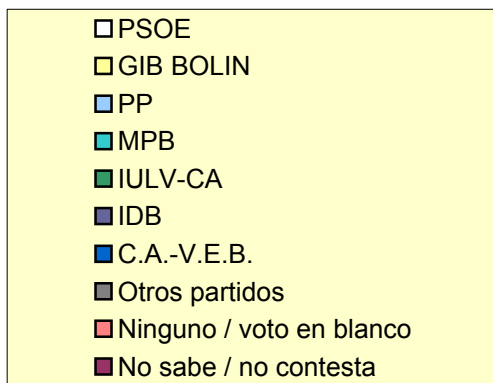 PSOE
GIB BOLIN
PP
MPB
IULV-CA
IDB
C.A.-V.E.B.
Otros partidos
Ninguno / voto en blanco
No sabe / no contesta